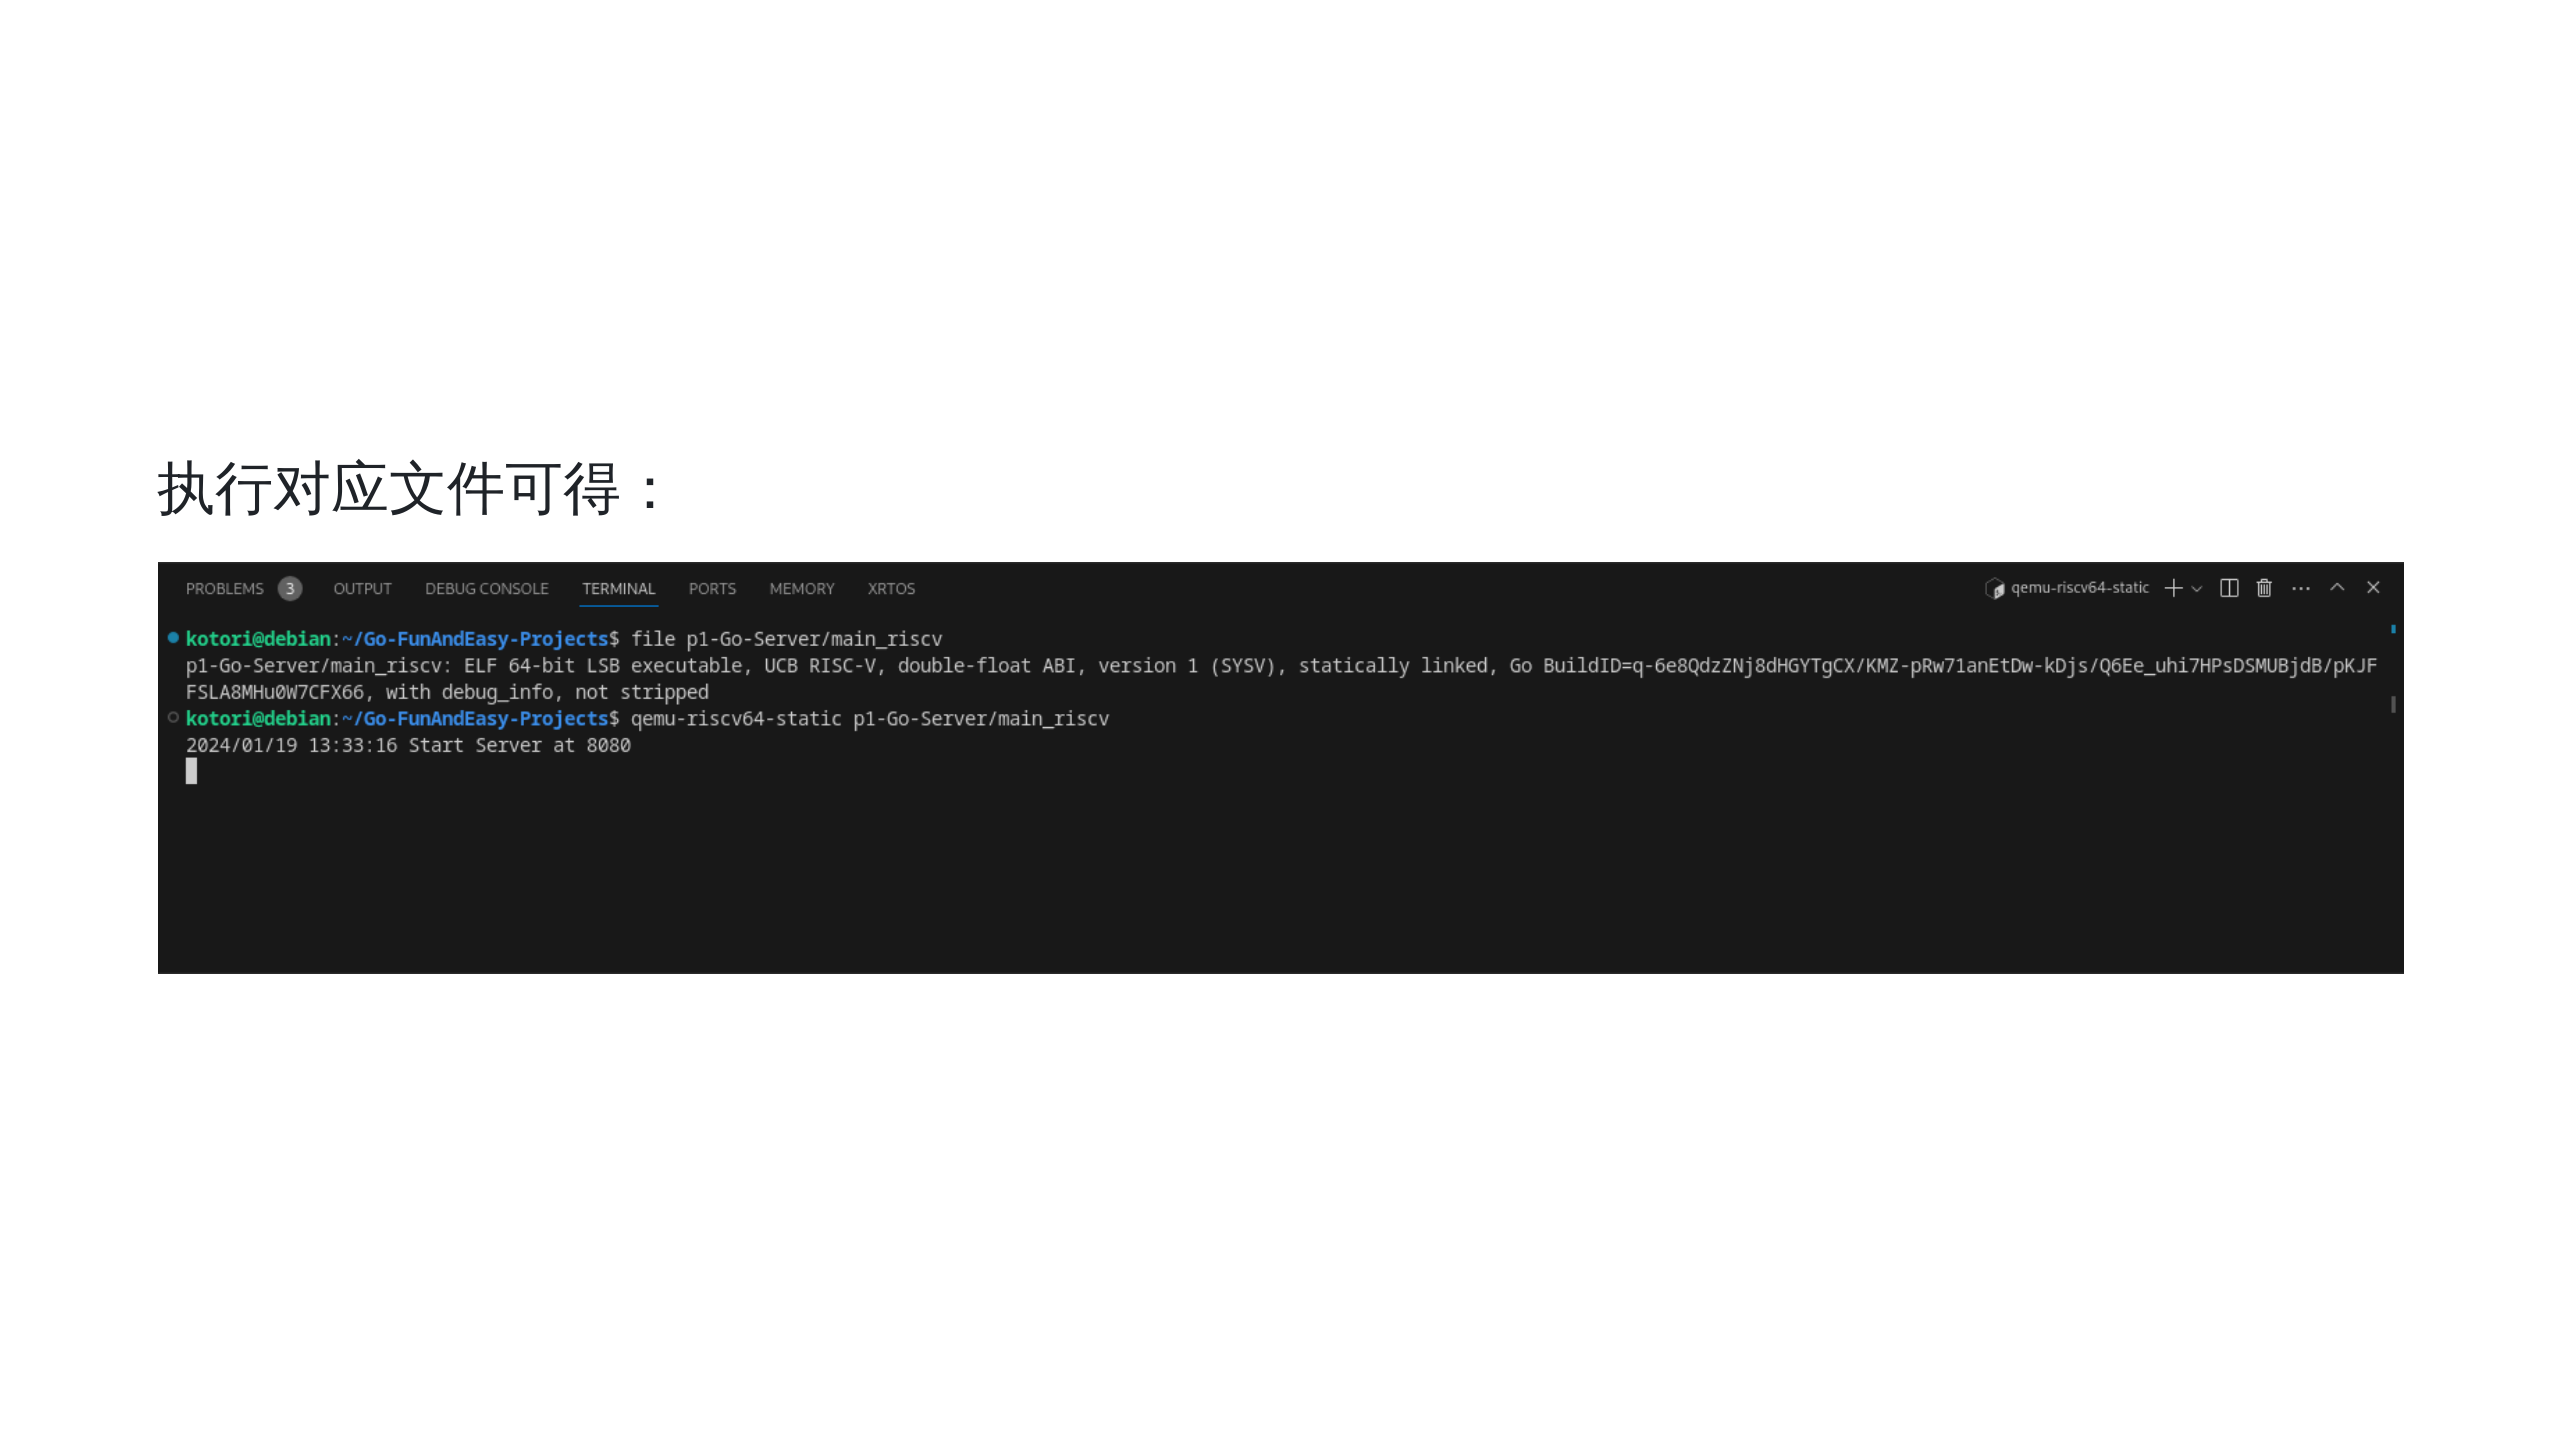 执行对应文件可得：
PROBLEMS 3 OUTPUT DEBUG CONSOLE TERMINAL PORTS MEMORY XRTOS qemu-riscv64-static
kotori@debian:~/Go-FunAndEasy-Projects$ file p1-Go-Server/main_riscv
p1-Go-Server/main_riscv: ELF 64-bit LSB executable, UCB RISC-V, double-float ABI, version 1 (SYSV), statically linked, Go BuildID=q-6e8QdzZNj8dHGYTgCX/KMZ-pRw71anEtDw-kDjs/Q6Ee_uhi7HPsDSMUBjdB/pKJF
FSLA8MHu0W7CFX66, with debug_info, not stripped
kotori@debian:~/Go-FunAndEasy-Projects$ qemu-riscv64-static p1-Go-Server/main_riscv
2024/01/19 13:33:16 Start Server at 8080